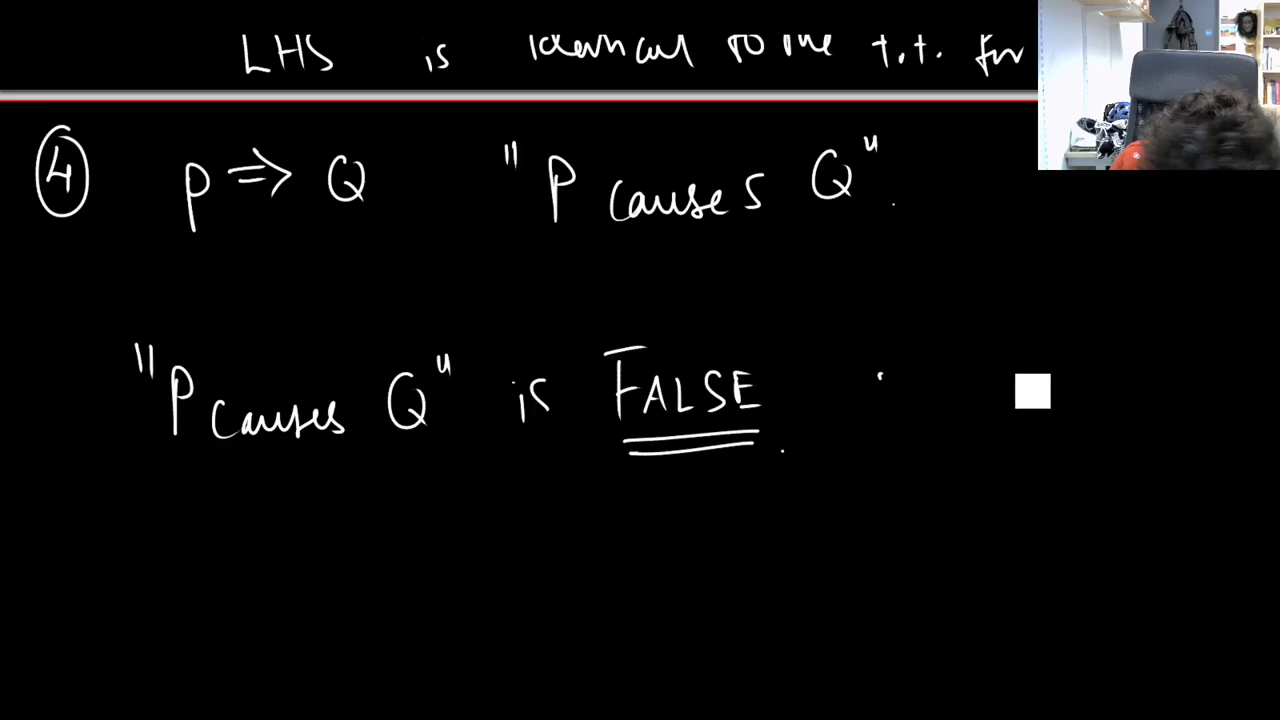 LHS is identical to the t.t. for
④ P => Q "P causes Q".
"P causes Q" is FALSE.